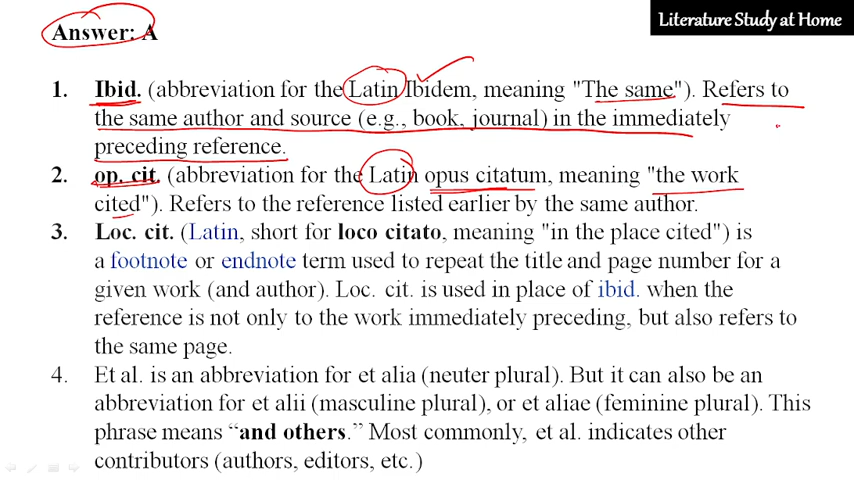 Literature Study at Home
Answer: A
1. Ibid. (abbreviation for the Latin Ibidem, meaning "The same"). Refers to
the same author and source (e.g., book, journal) in the immediately
preceding reference.
2. op. cit. (abbreviation for the Latin opus citatum, meaning "the work
cited"). Refers to the reference listed earlier by the same author.
3. Loc. cit. (Latin, short for loco citato, meaning "in the place cited") is
a footnote or endnote term used to repeat the title and page number for a
given work (and author). Loc. cit. is used in place of ibid. when the
reference is not only to the work immediately preceding, but also refers to
the same page.
4. Et al. is an abbreviation for et alia (neuter plural). But it can also be an
abbreviation for et alii (masculine plural), or et aliae (feminine plural). This
phrase means “and others.” Most commonly, et al. indicates other
contributors (authors, editors, etc.)